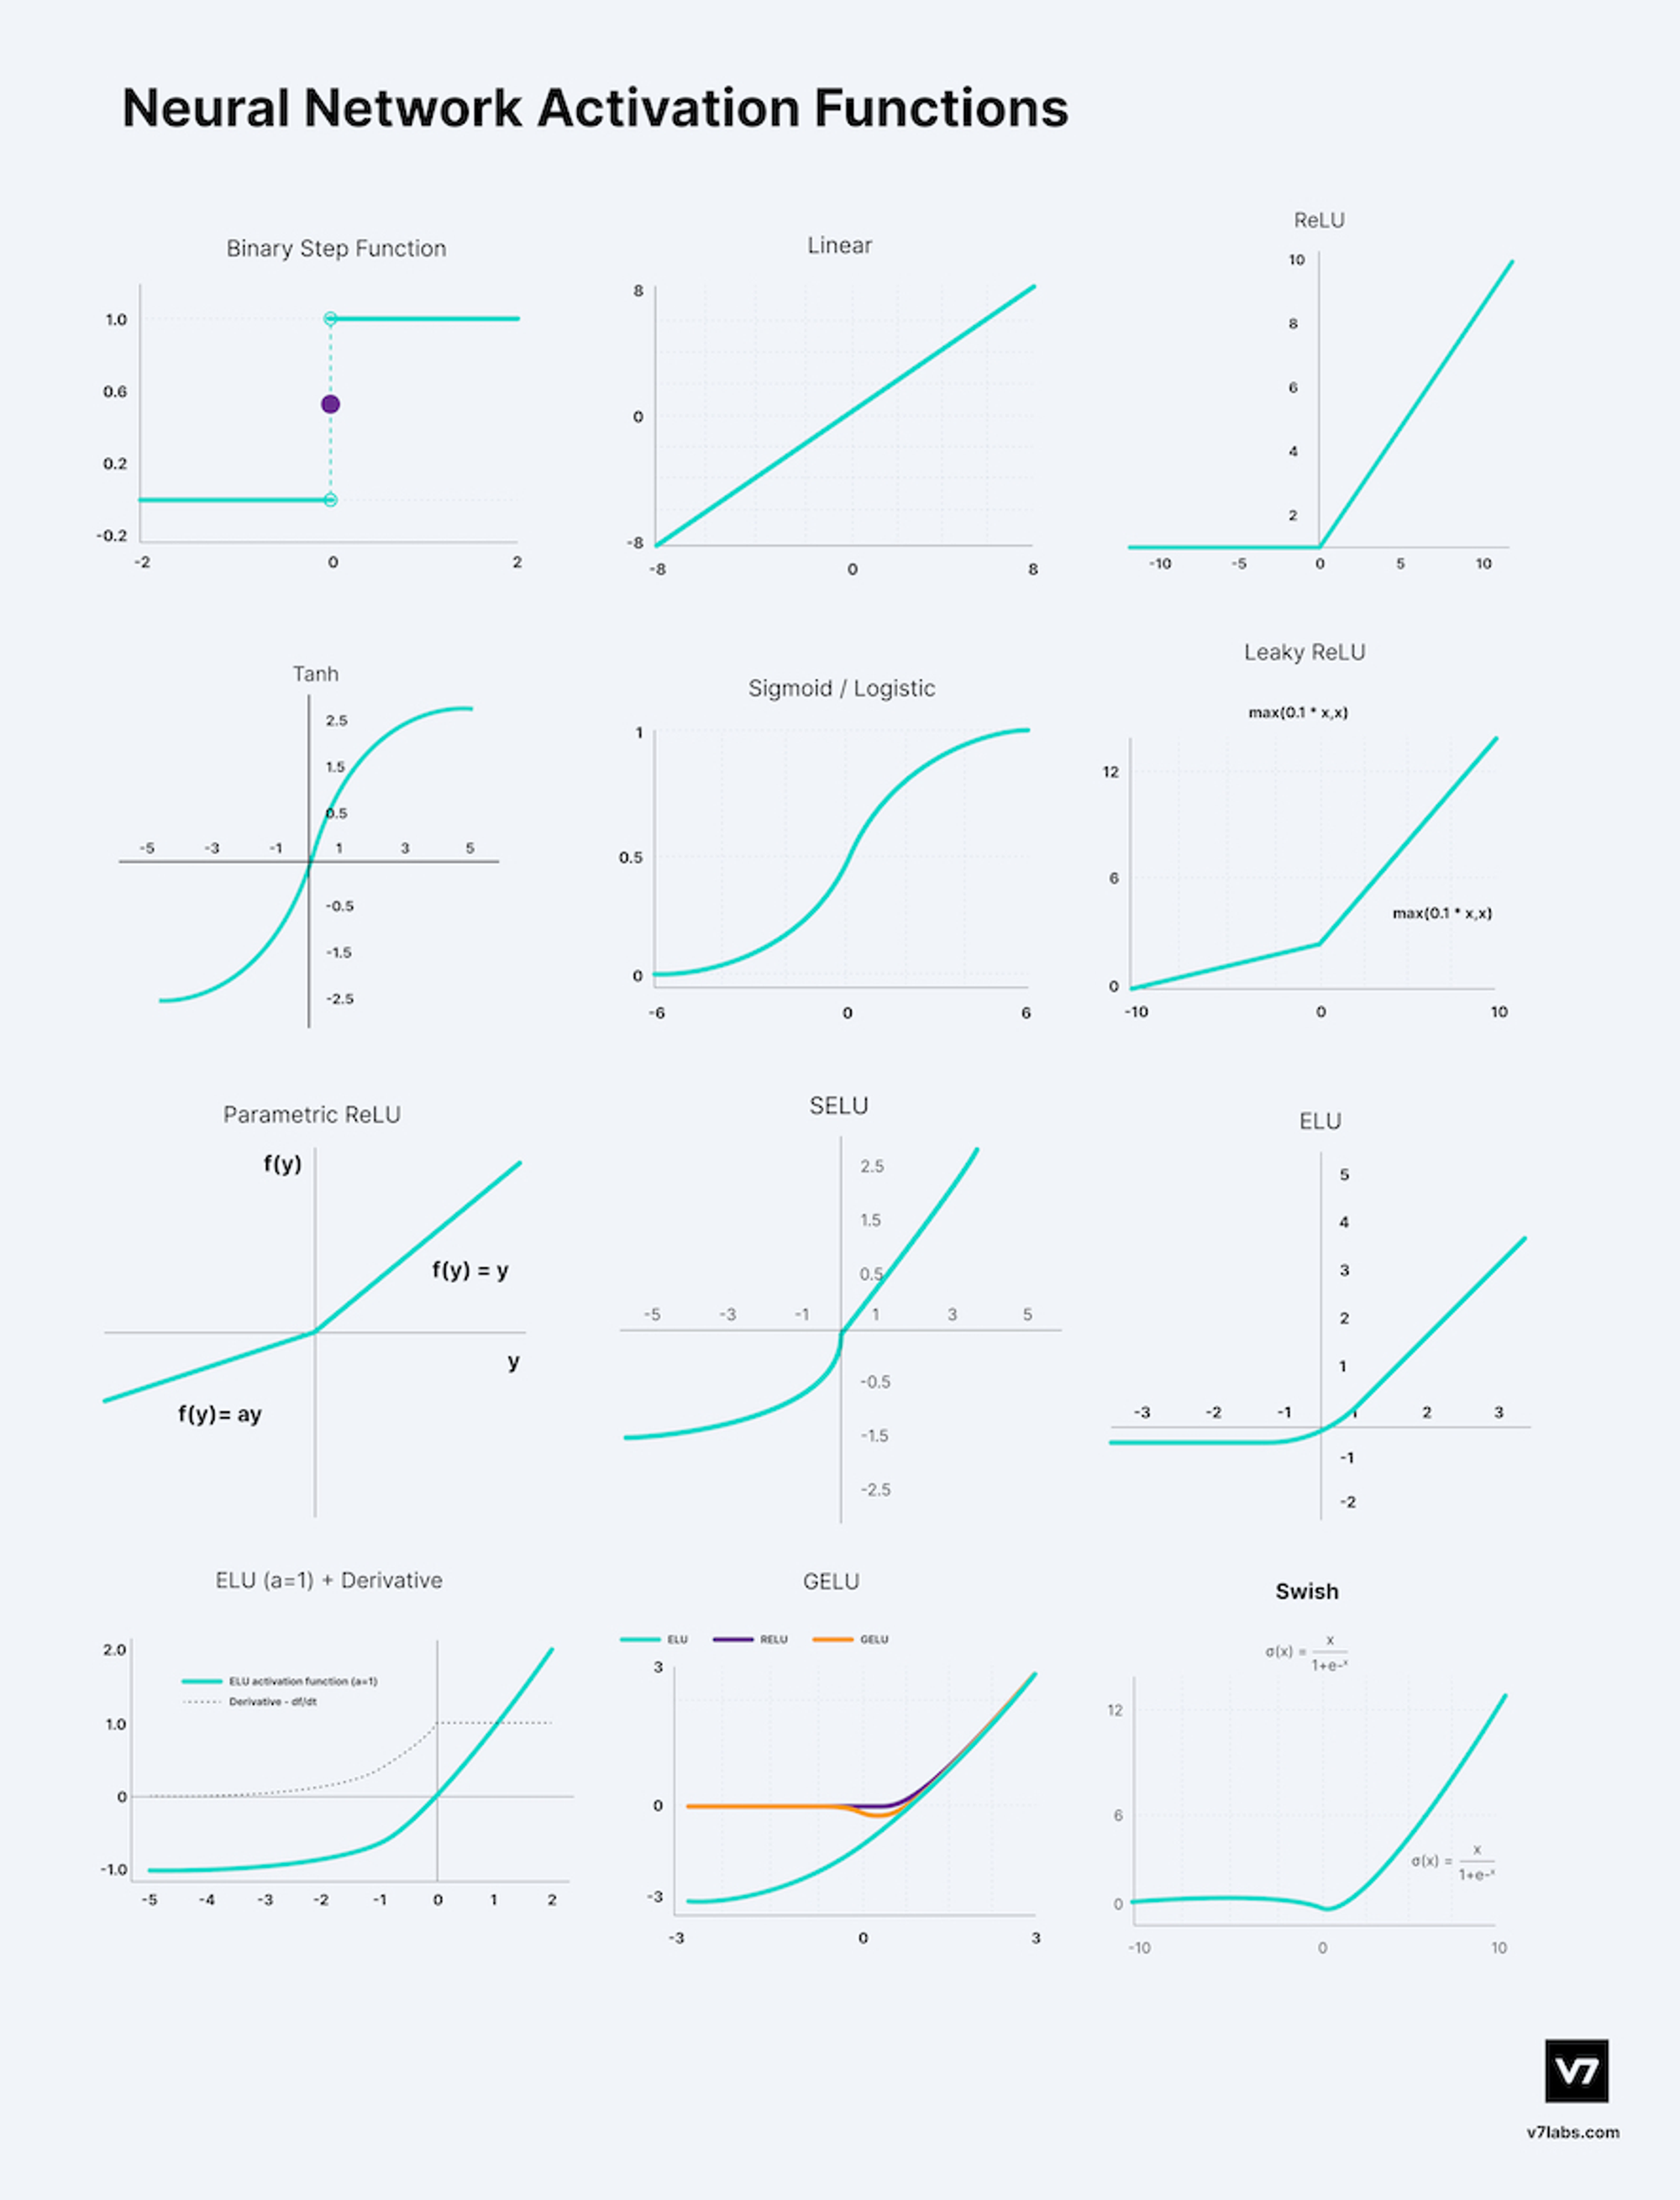 Neural Network Activation Functions
Binary Step Function
1.0
0.6
0.2
-0.2
-2 0 2
Linear
8
0
-8
-8 0 8
ReLU
10
8
6
4
2
-10 -5 0 5 10
Tanh
2.5
1.5
0.5
-5 -3 -1 1 3 5
-0.5
-1.5
-2.5
Sigmoid / Logistic
1
0.5
0
-6 0 6
Leaky ReLU
max(0.1 * x,x)
12
6
max(0.1 * x,x)
0
-10 0 10
Parametric ReLU
f(y)
f(y) = y
y
f(y)= ay
SELU
2.5
1.5
0.5
-5 -3 -1 1 3 5
-0.5
-1.5
-2.5
ELU
5
4
3
2
1
-3 -2 -1 1 2 3
-1
-2
ELU (a=1) + Derivative
2.0
ELU activation function (a=1)
Derivative - df/dt
1.0
0
-1.0
-5 -4 -3 -2 -1 0 1 2
GELU
ELU RELU GELU
3
0
-3
-3 0 3
Swish
σ(x) = x
1+e-ˣ
12
6
σ(x) = x
1+e-ˣ
0
-10 0 10
V7
v7labs.com